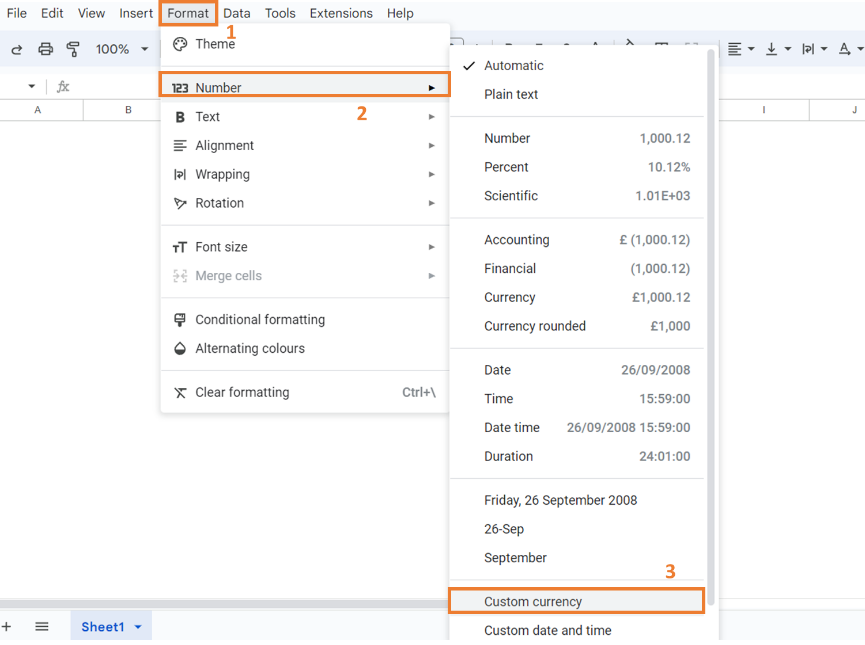 File Edit View Insert Format Data Tools Extensions Help
1
100%
Theme
fx
123 Number
2
B Text
Alignment
Wrapping
Rotation
Font size
Merge cells
Conditional formatting
Alternating colours
Clear formatting Ctrl+\
A B I J
Automatic
Plain text
Number 1,000.12
Percent 10.12%
Scientific 1.01E+03
Accounting £ (1,000.12)
Financial (1,000.12)
Currency £1,000.12
Currency rounded £1,000
Date 26/09/2008
Time 15:59:00
Date time 26/09/2008 15:59:00
Duration 24:01:00
Friday, 26 September 2008
26-Sep
September
3
Custom currency
Custom date and time
Sheet1